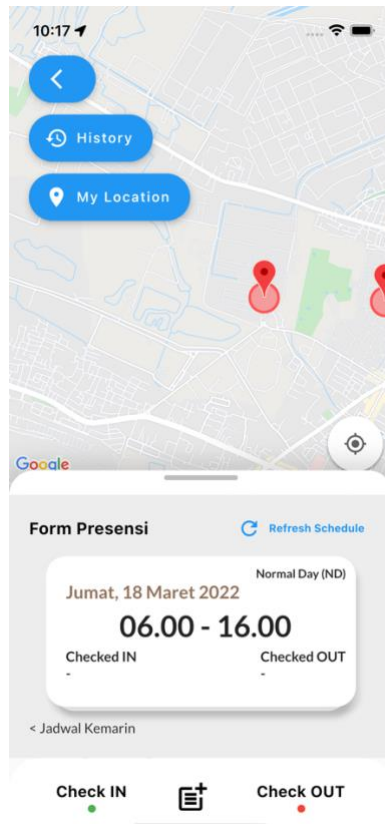 10:17
History
My Location
Google
Form Presensi
Refresh Schedule
Normal Day (ND)
Jumat, 18 Maret 2022
06.00 - 16.00
Checked IN Checked OUT
- -
< Jadwal Kemarin
Check IN Check OUT